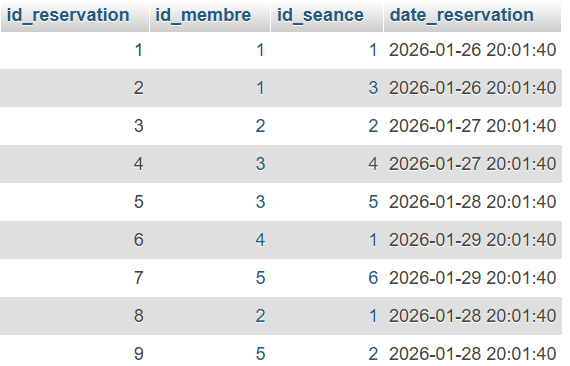 id_reservation id_membre id_seance date_reservation
1 1 1 2026-01-26 20:01:40
2 1 3 2026-01-26 20:01:40
3 2 2 2026-01-27 20:01:40
4 3 4 2026-01-27 20:01:40
5 3 5 2026-01-28 20:01:40
6 4 1 2026-01-29 20:01:40
7 5 6 2026-01-29 20:01:40
8 2 1 2026-01-28 20:01:40
9 5 2 2026-01-28 20:01:40